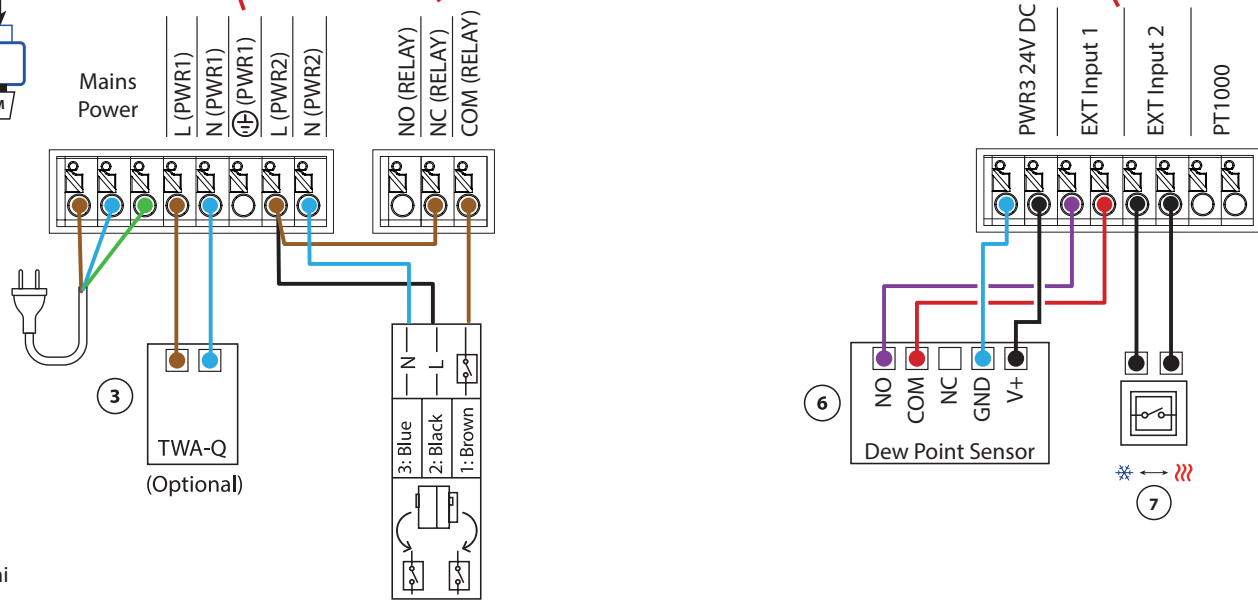 M
Mains
Power
L (PWR1)
N (PWR1)
(PWR1)
L (PWR2)
N (PWR2)
NO (RELAY)
NC (RELAY)
COM (RELAY)
PWR3 24V DC
EXT Input 1
EXT Input 2
PT1000
3
TWA-Q
(Optional)
N
L
3: Blue
2: Black
1: Brown
6
NO
COM
NC
GND
V+
Dew Point Sensor
7
ni